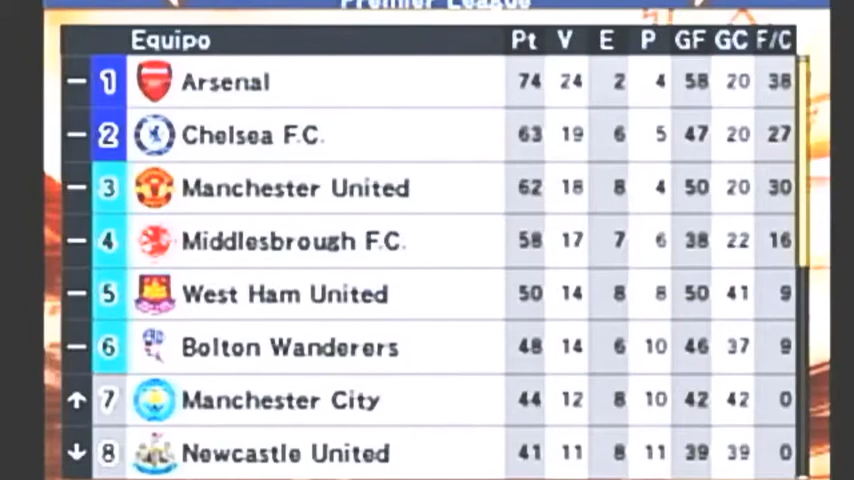 Premier League
Equipo Pt V E P GF GC F/C
1 Arsenal 74 24 2 4 58 20 38
2 Chelsea F.C. 63 19 6 5 47 20 27
3 Manchester United 62 18 8 4 50 20 30
4 Middlesbrough F.C. 58 17 7 6 38 22 16
5 West Ham United 50 14 8 8 50 41 9
6 Bolton Wanderers 48 14 6 10 46 37 9
7 Manchester City 44 12 8 10 42 42 0
8 Newcastle United 41 11 8 11 39 39 0